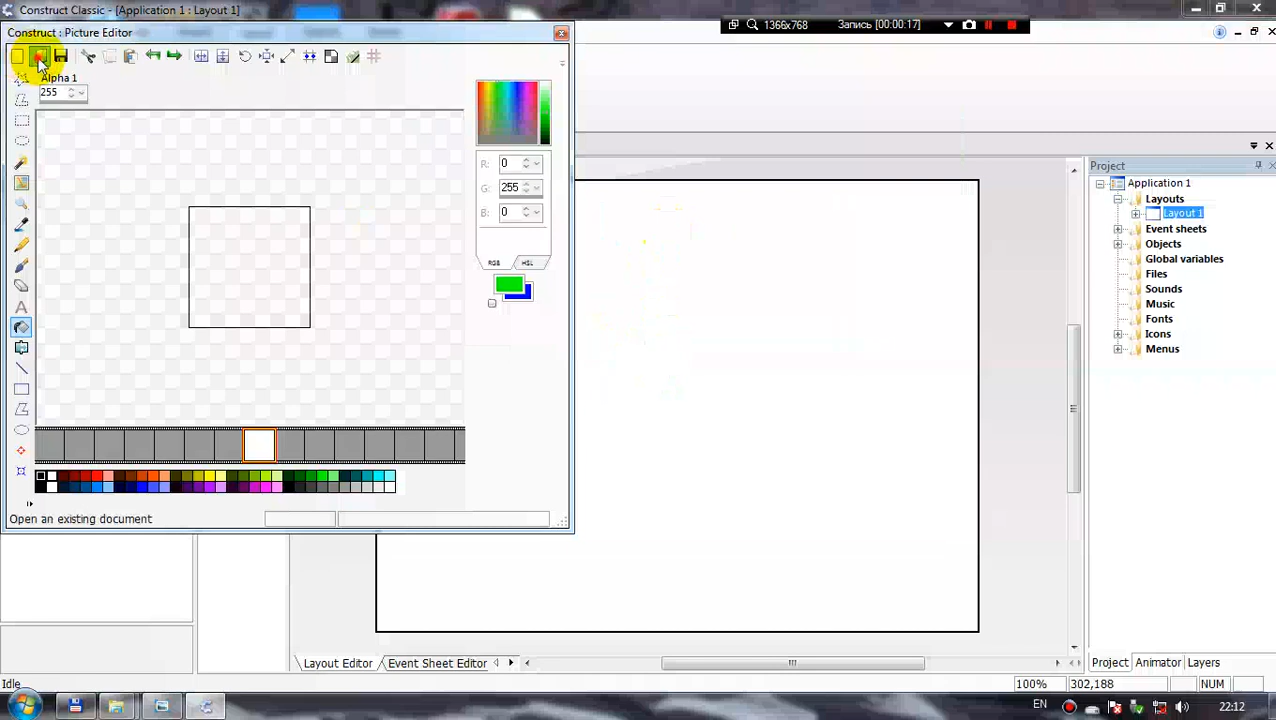 Construct Classic - [Application 1 : Layout 1]
1366x768
Запись [00:00:17]
Construct : Picture Editor
Alpha 1
255
R: 0
G: 255
B: 0
RGB
HSL
Open an existing document
Project
Application 1
Layouts
Layout 1
Event sheets
Objects
Global variables
Files
Sounds
Music
Fonts
Icons
Menus
Layout Editor
Event Sheet Editor
Project
Animator
Layers
Idle
100%
302,188
NUM
EN
22:12